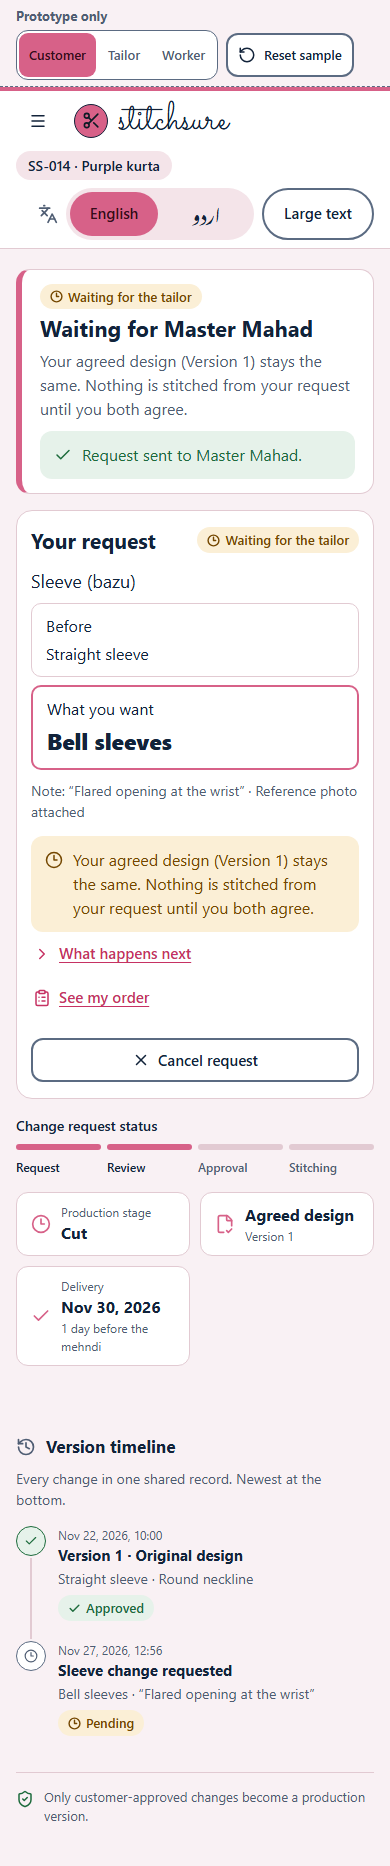 Prototype only
Customer
Tailor
Worker
Reset sample
stitchsure
SS-014 · Purple kurta
English
اردو
Large text
Waiting for the tailor
Waiting for Master Mahad
Your agreed design (Version 1) stays the
same. Nothing is stitched from your request
until you both agree.
Request sent to Master Mahad.
Your request
Waiting for the tailor
Sleeve (bazu)
Before
Straight sleeve
What you want
Bell sleeves
Note: “Flared opening at the wrist” · Reference photo
attached
Your agreed design (Version 1) stays
the same. Nothing is stitched from
your request until you both agree.
What happens next
See my order
Cancel request
Change request status
Request
Review
Approval
Stitching
Production stage
Cut
Agreed design
Version 1
Delivery
Nov 30, 2026
1 day before the
mehndi
Version timeline
Every change in one shared record. Newest at the
bottom.
Nov 22, 2026, 10:00
Version 1 · Original design
Straight sleeve · Round neckline
Approved
Nov 27, 2026, 12:56
Sleeve change requested
Bell sleeves · “Flared opening at the wrist”
Pending
Only customer-approved changes become a production
version.